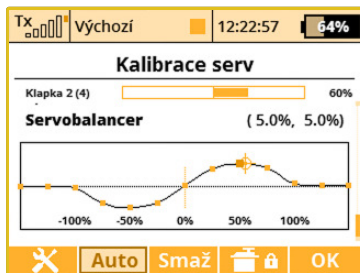 Tx Výchozí 12:22:57 64%
Kalibrace serv
Klapka 2 (4) 60%
Servobalancer ( 5.0%, 5.0%)
-100% -50% 0% 50% 100%
Auto Smaž OK